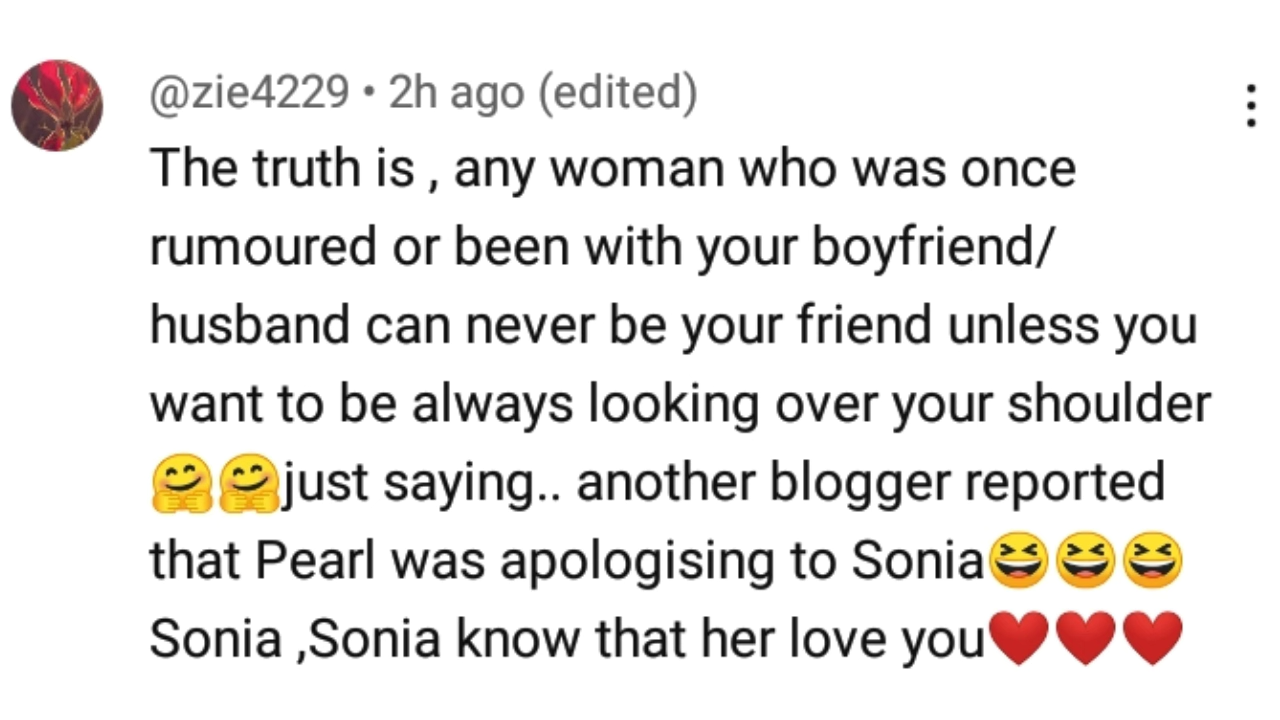 @zie4229 • 2h ago (edited)
The truth is , any woman who was once
rumoured or been with your boyfriend/
husband can never be your friend unless you
want to be always looking over your shoulder
🤗🤗just saying.. another blogger reported
that Pearl was apologising to Sonia😆😆😆
Sonia ,Sonia know that her love you❤️❤️❤️